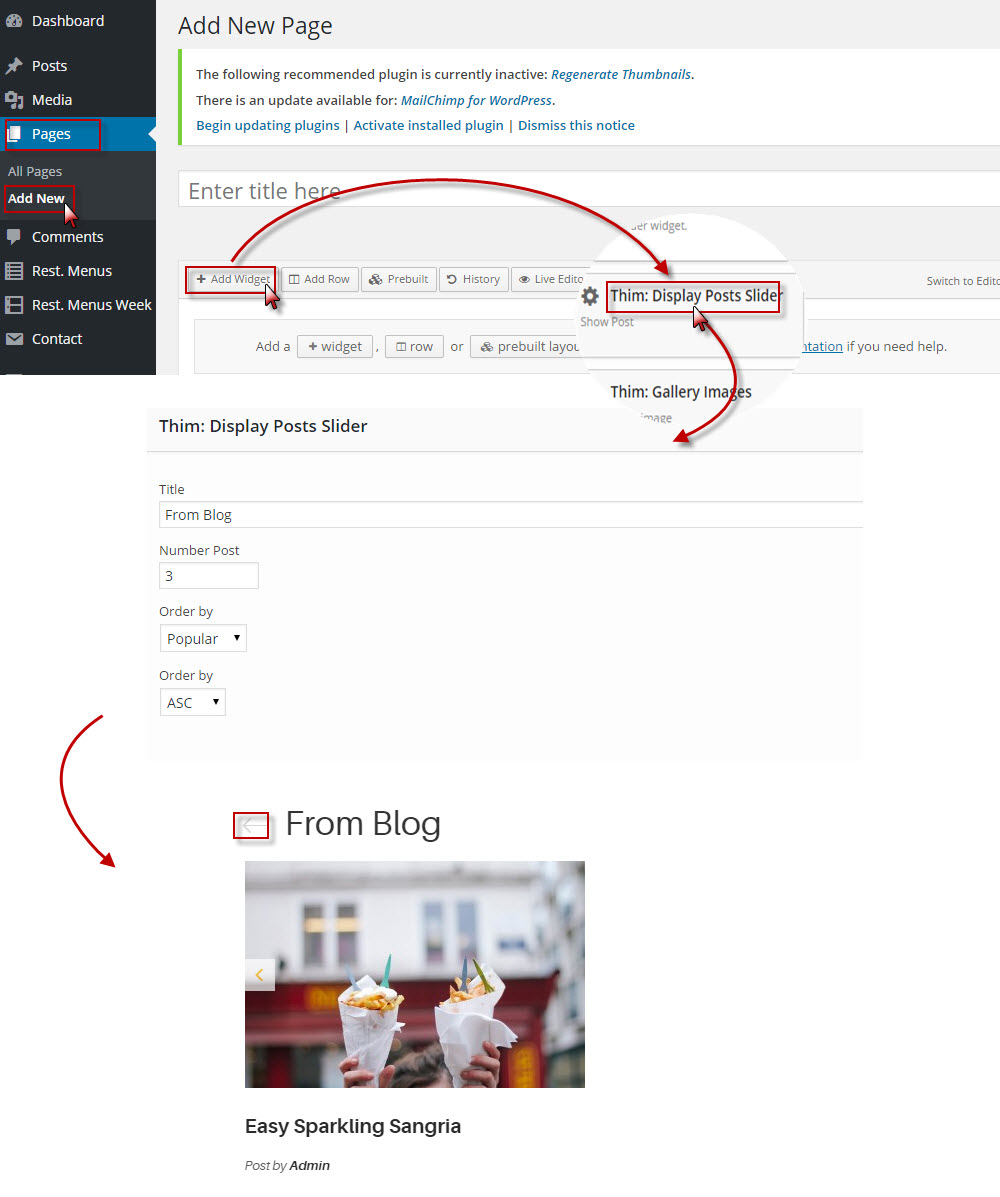 Dashboard
Posts
Media
Pages
All Pages
Add New
Comments
Rest. Menus
Rest. Menus Week
Contact
Add New Page
The following recommended plugin is currently inactive: Regenerate Thumbnails.
There is an update available for: MailChimp for WordPress.
Begin updating plugins | Activate installed plugin | Dismiss this notice
Enter title here
widget.
Add Widget Add Row Prebuilt History Live Edito Switch to Edito
Thim: Display Posts Slider
Show Post
Add a + widget , row or prebuilt layou ntation if you need help.
Thim: Gallery Images
image
Thim: Display Posts Slider
Title
From Blog
Number Post
3
Order by
Popular
Order by
ASC
From Blog
Easy Sparkling Sangria
Post by Admin